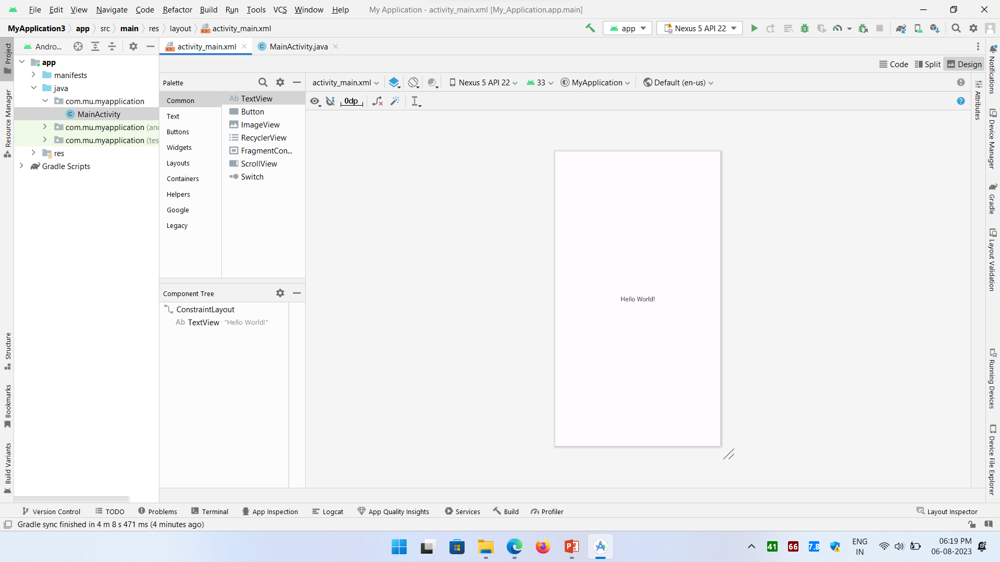 File Edit View Navigate Code Refactor Build Run Tools VCS Window Help My Application - activity_main.xml [My_Application.app.main]
MyApplication3 app src main res layout activity_main.xml app Nexus 5 API 22
Project Andro... activity_main.xml MainActivity.java
Code Split Design
app
manifests
java
com.mu.myapplication
MainActivity
com.mu.myapplication (and
com.mu.myapplication (tes
res
Gradle Scripts
Palette
Common
Text
Buttons
Widgets
Layouts
Containers
Helpers
Google
Legacy
Ab TextView
Button
ImageView
RecyclerView
FragmentCon...
ScrollView
Switch
activity_main.xml Nexus 5 API 22 33 MyApplication Default (en-us)
0dp
Hello World!
Component Tree
ConstraintLayout
Ab TextView "Hello World!"
Resource Manager
Structure
Bookmarks
Build Variants
Notifications
Attributes
Device Manager
Gradle
Layout Validation
Running Devices
Device File Explorer
Version Control TODO Problems Terminal App Inspection Logcat App Quality Insights Services Build Profiler Layout Inspector
Gradle sync finished in 4 m 8 s 471 ms (4 minutes ago)
41 66 7.8 ENG
IN
06:19 PM
06-08-2023